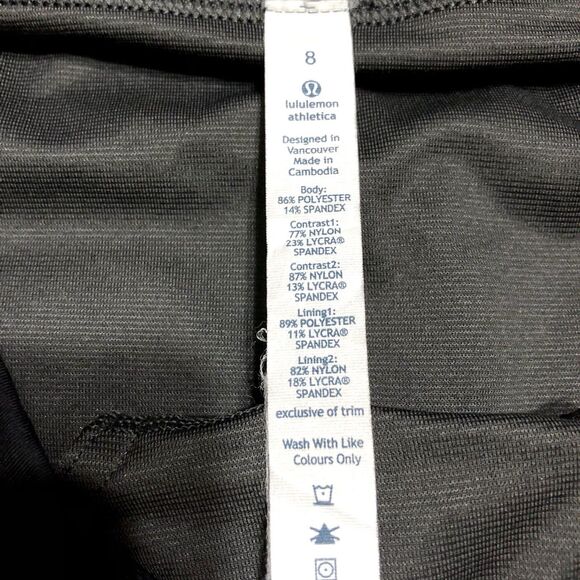 8
lululemon
athletica
Designed in
Vancouver
Made in
Cambodia
Body:
86% POLYESTER
14% SPANDEX
Contrast1:
77% NYLON
23% LYCRA®
SPANDEX
Contrast2:
87% NYLON
13% LYCRA®
SPANDEX
Lining1:
89% POLYESTER
11% LYCRA®
SPANDEX
Lining2:
82% NYLON
18% LYCRA®
SPANDEX
exclusive of trim
Wash With Like
Colours Only